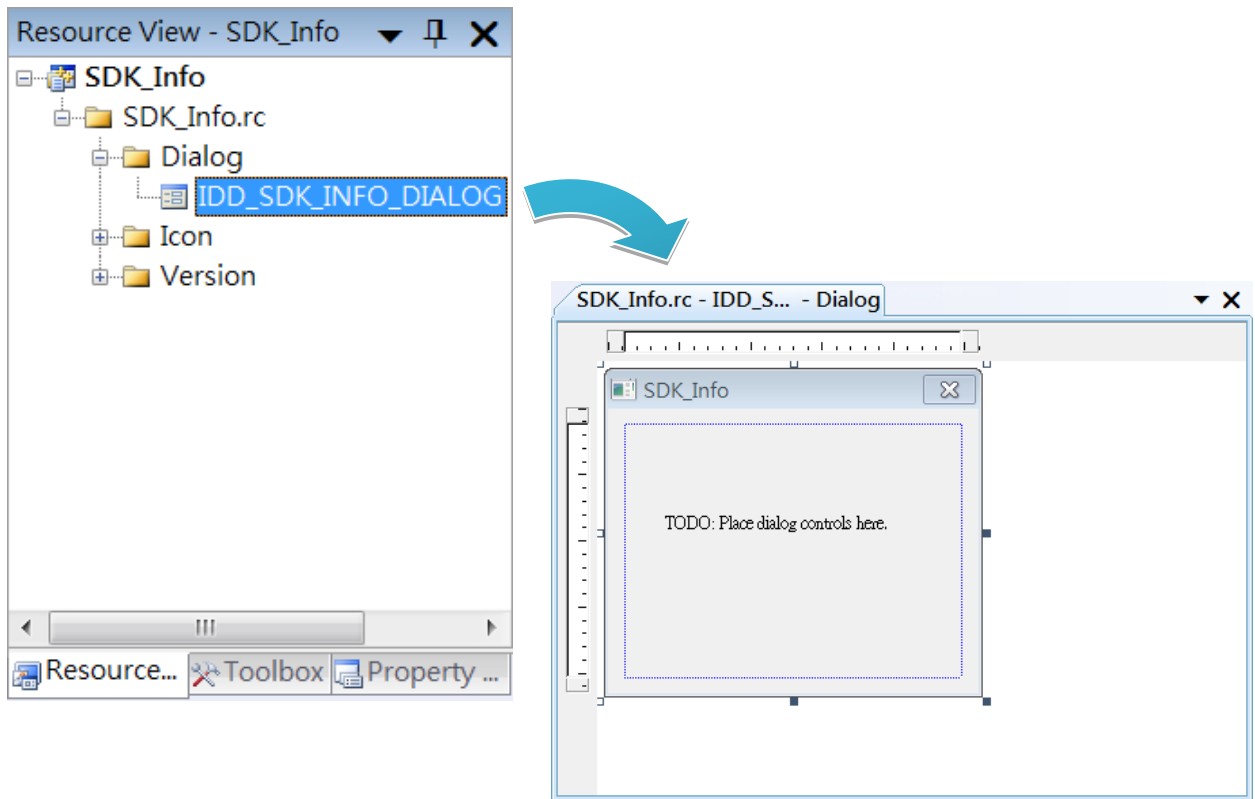 Resource View - SDK_Info
SDK_Info
SDK_Info.rc
Dialog
IDD_SDK_INFO_DIALOG
Icon
Version
Resource...
Toolbox
Property ...
SDK_Info.rc - IDD_S... - Dialog
SDK_Info
TODO: Place dialog controls here.